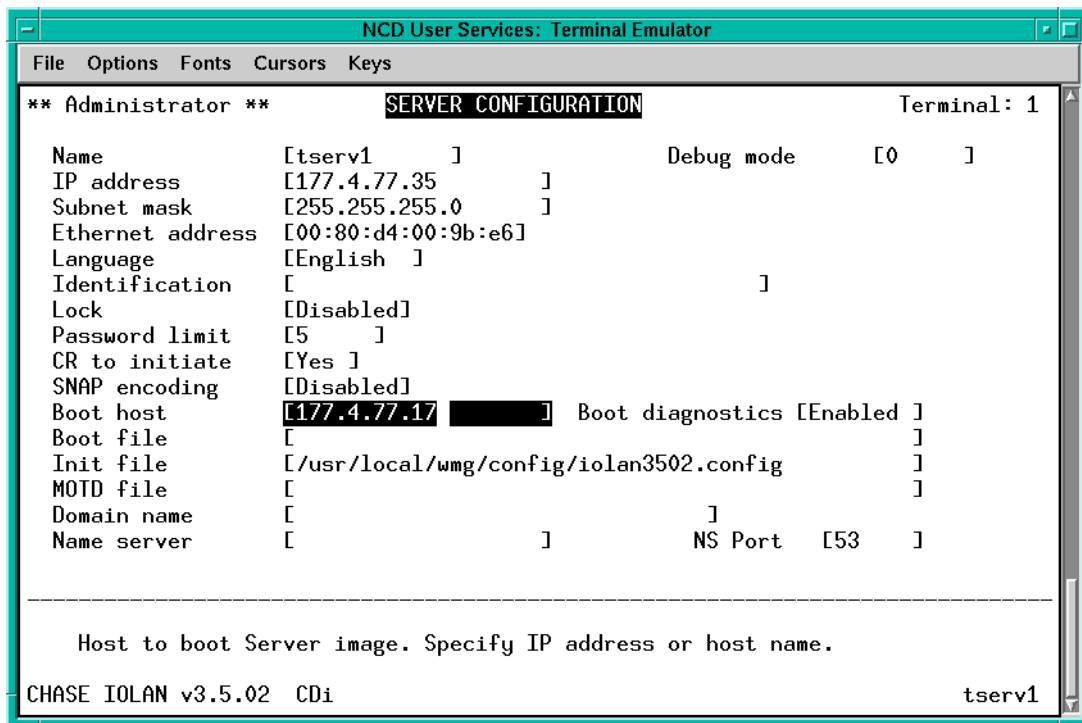 NCD User Services: Terminal Emulator
File Options Fonts Cursors Keys
** Administrator ** SERVER CONFIGURATION Terminal: 1
Name [tserv1 ] Debug mode [0 ]
IP address [177.4.77.35 ]
Subnet mask [255.255.255.0 ]
Ethernet address [00:80:d4:00:9b:e6]
Language [English ]
Identification [ ]
Lock [Disabled]
Password limit [5 ]
CR to initiate [Yes ]
SNAP encoding [Disabled]
Boot host [177.4.77.17 ] Boot diagnostics [Enabled ]
Boot file [ ]
Init file [/usr/local/wmg/config/iolan3502.config ]
MOTD file [ ]
Domain name [ ]
Name server [ ] NS Port [53 ]
Host to boot Server image. Specify IP address or host name.
CHASE IOLAN v3.5.02 CDi tserv1